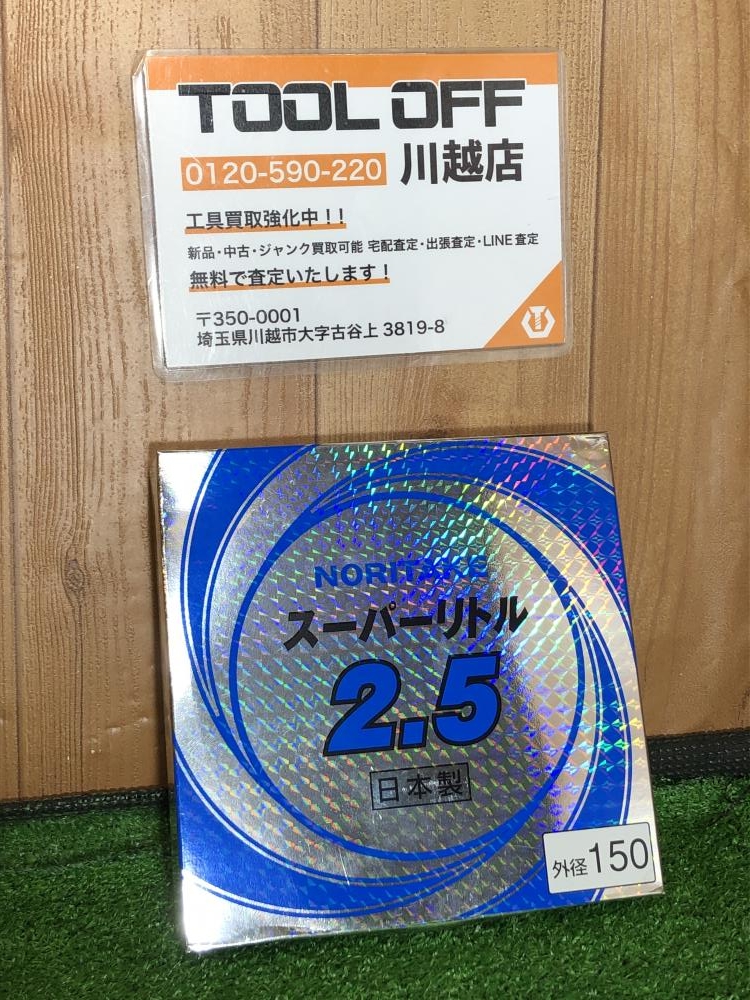 TOOL OFF
0120-590-220 川越店
工具買取強化中！！
新品・中古・ジャンク買取可能 宅配査定・出張査定・LINE査定
無料で査定いたします！
〒350-0001
埼玉県川越市大字古谷上 3819-8
NORITAKE
スーパーリトル
2.5
日本製
外径150